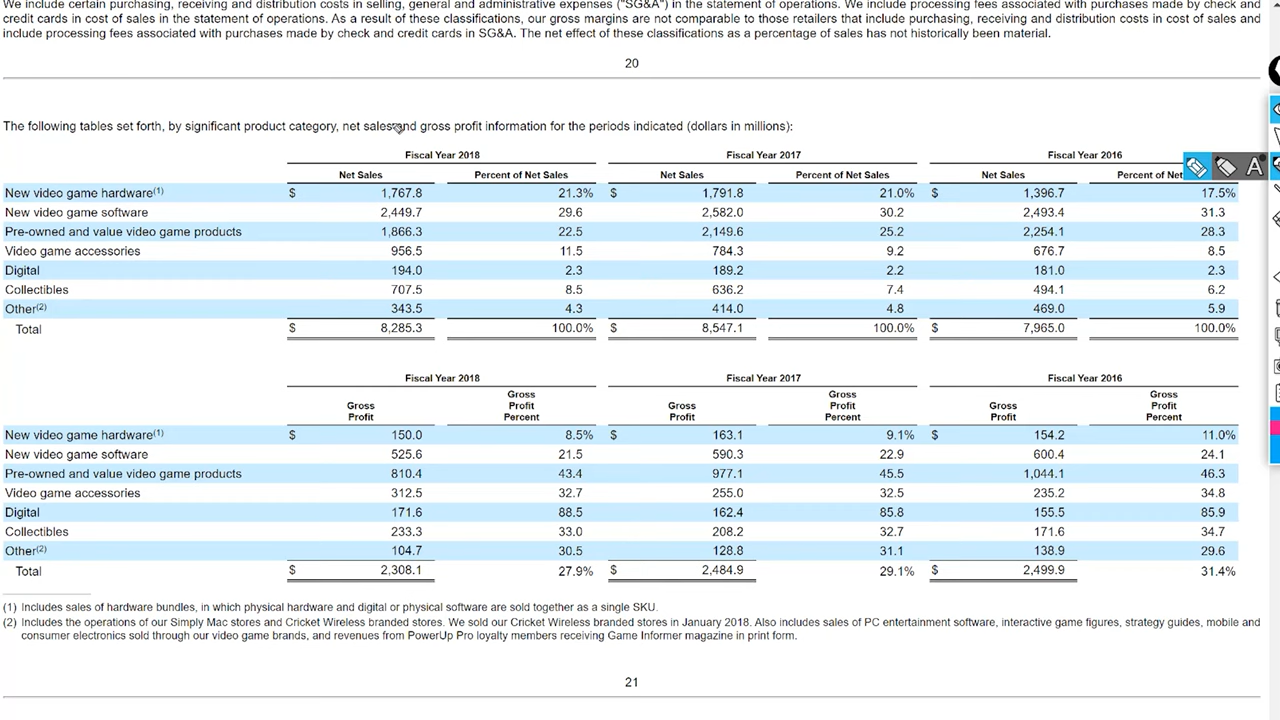 We include certain purchasing, receiving and distribution costs in selling, general and administrative expenses ("SG&A") in the statement of operations. We include processing fees associated with purchases made by check and
credit cards in cost of sales in the statement of operations. As a result of these classifications, our gross margins are not comparable to those retailers that include purchasing, receiving and distribution costs in cost of sales and
include processing fees associated with purchases made by check and credit cards in SG&A. The net effect of these classifications as a percentage of sales has not historically been material.
20
The following tables set forth, by significant product category, net sales and gross profit information for the periods indicated (dollars in millions):
Fiscal Year 2018 Fiscal Year 2017 Fiscal Year 2016
Net Sales Percent of Net Sales Net Sales Percent of Net Sales Net Sales Percent of Net
New video game hardware(1) $ 1,767.8 21.3% $ 1,791.8 21.0% $ 1,396.7 17.5%
New video game software 2,449.7 29.6 2,582.0 30.2 2,493.4 31.3
Pre-owned and value video game products 1,866.3 22.5 2,149.6 25.2 2,254.1 28.3
Video game accessories 956.5 11.5 784.3 9.2 676.7 8.5
Digital 194.0 2.3 189.2 2.2 181.0 2.3
Collectibles 707.5 8.5 636.2 7.4 494.1 6.2
Other(2) 343.5 4.3 414.0 4.8 469.0 5.9
Total $ 8,285.3 100.0% $ 8,547.1 100.0% $ 7,965.0 100.0%
Fiscal Year 2018 Fiscal Year 2017 Fiscal Year 2016
Gross Profit Gross Profit Percent Gross Profit Gross Profit Percent Gross Profit Gross Profit Percent
New video game hardware(1) $ 150.0 8.5% $ 163.1 9.1% $ 154.2 11.0%
New video game software 525.6 21.5 590.3 22.9 600.4 24.1
Pre-owned and value video game products 810.4 43.4 977.1 45.5 1,044.1 46.3
Video game accessories 312.5 32.7 255.0 32.5 235.2 34.8
Digital 171.6 88.5 162.4 85.8 155.5 85.9
Collectibles 233.3 33.0 208.2 32.7 171.6 34.7
Other(2) 104.7 30.5 128.8 31.1 138.9 29.6
Total $ 2,308.1 27.9% $ 2,484.9 29.1% $ 2,499.9 31.4%
(1) Includes sales of hardware bundles, in which physical hardware and digital or physical software are sold together as a single SKU.
(2) Includes the operations of our Simply Mac stores and Cricket Wireless branded stores. We sold our Cricket Wireless branded stores in January 2018. Also includes sales of PC entertainment software, interactive game figures, strategy guides, mobile and
consumer electronics sold through our video game brands, and revenues from PowerUp Pro loyalty members receiving Game Informer magazine in print form.
21
A